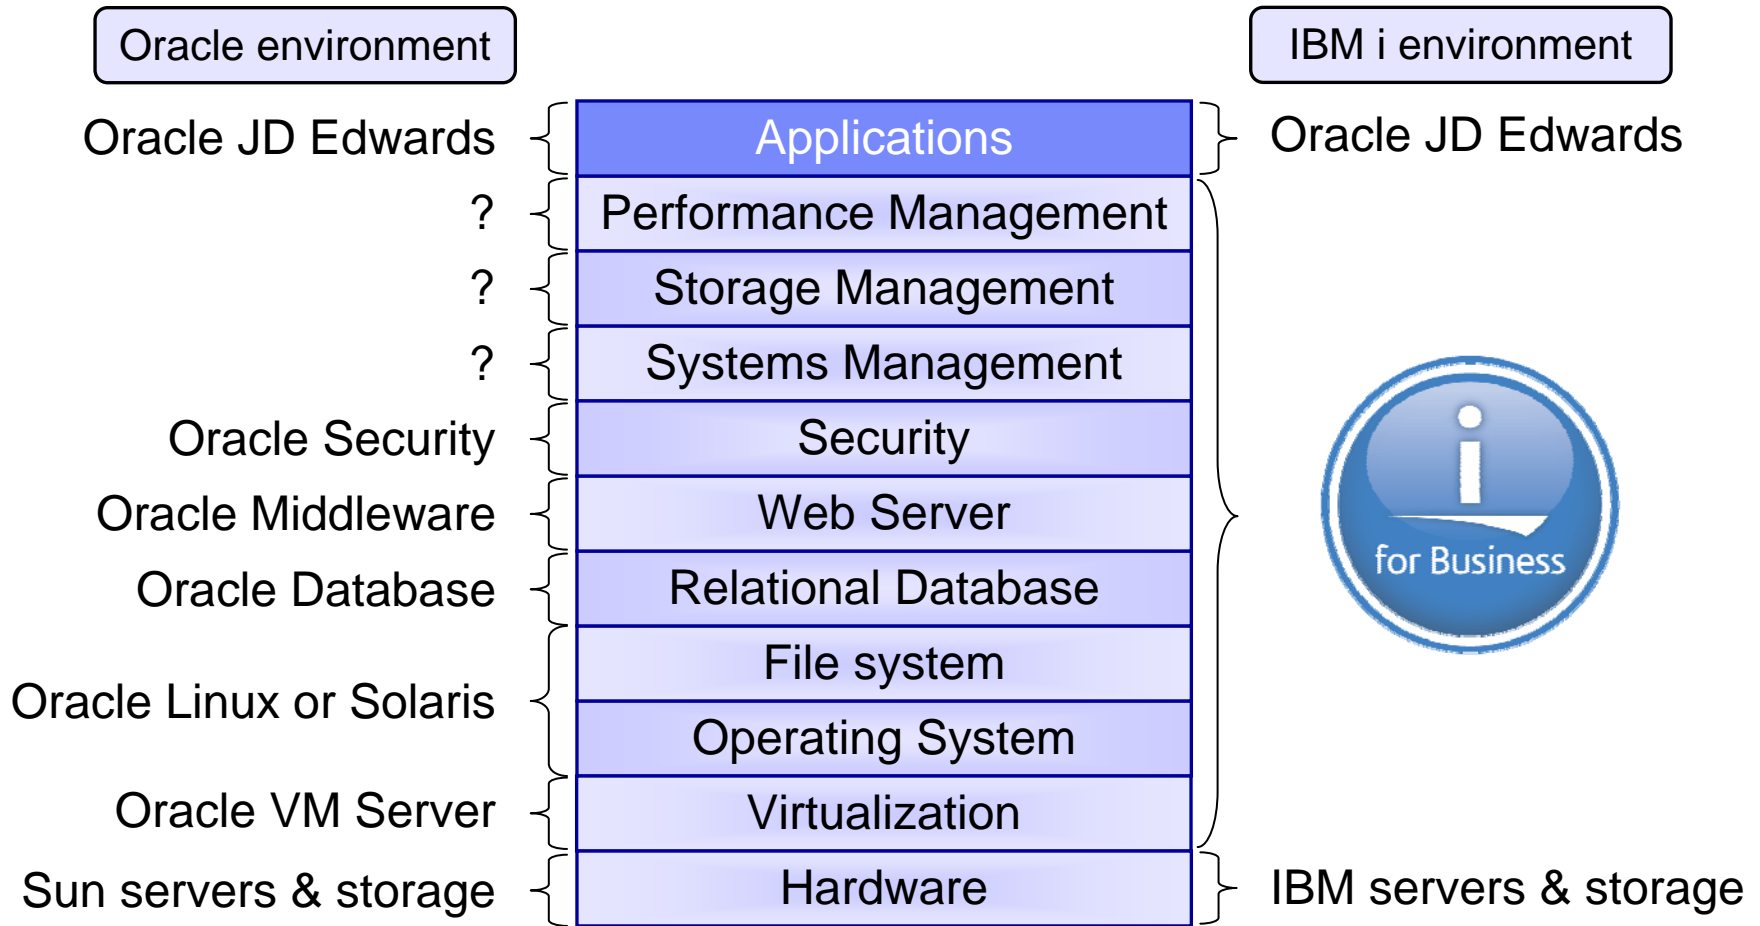 Oracle environment
IBM i environment
Oracle JD Edwards
Applications
Oracle JD Edwards
?
Performance Management
?
Storage Management
?
Systems Management
Oracle Security
Security
Oracle Middleware
Web Server
Oracle Database
Relational Database
i
for Business
File system
Oracle Linux or Solaris
Operating System
Oracle VM Server
Virtualization
Sun servers & storage
Hardware
IBM servers & storage